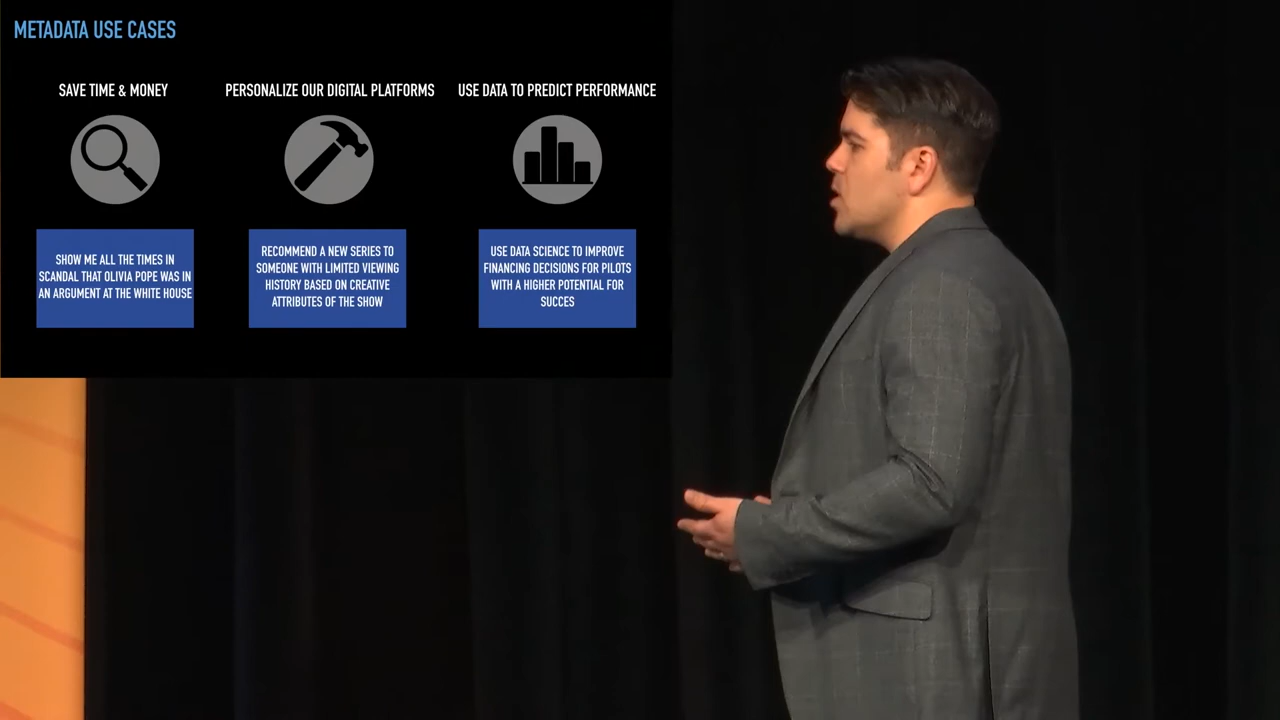 METADATA USE CASES
SAVE TIME & MONEY
PERSONALIZE OUR DIGITAL PLATFORMS
USE DATA TO PREDICT PERFORMANCE
SHOW ME ALL THE TIMES IN
SCANDAL THAT OLIVIA POPE WAS IN
AN ARGUMENT AT THE WHITE HOUSE
RECOMMEND A NEW SERIES TO
SOMEONE WITH LIMITED VIEWING
HISTORY BASED ON CREATIVE
ATTRIBUTES OF THE SHOW
USE DATA SCIENCE TO IMPROVE
FINANCING DECISIONS FOR PILOTS
WITH A HIGHER POTENTIAL FOR
SUCCES